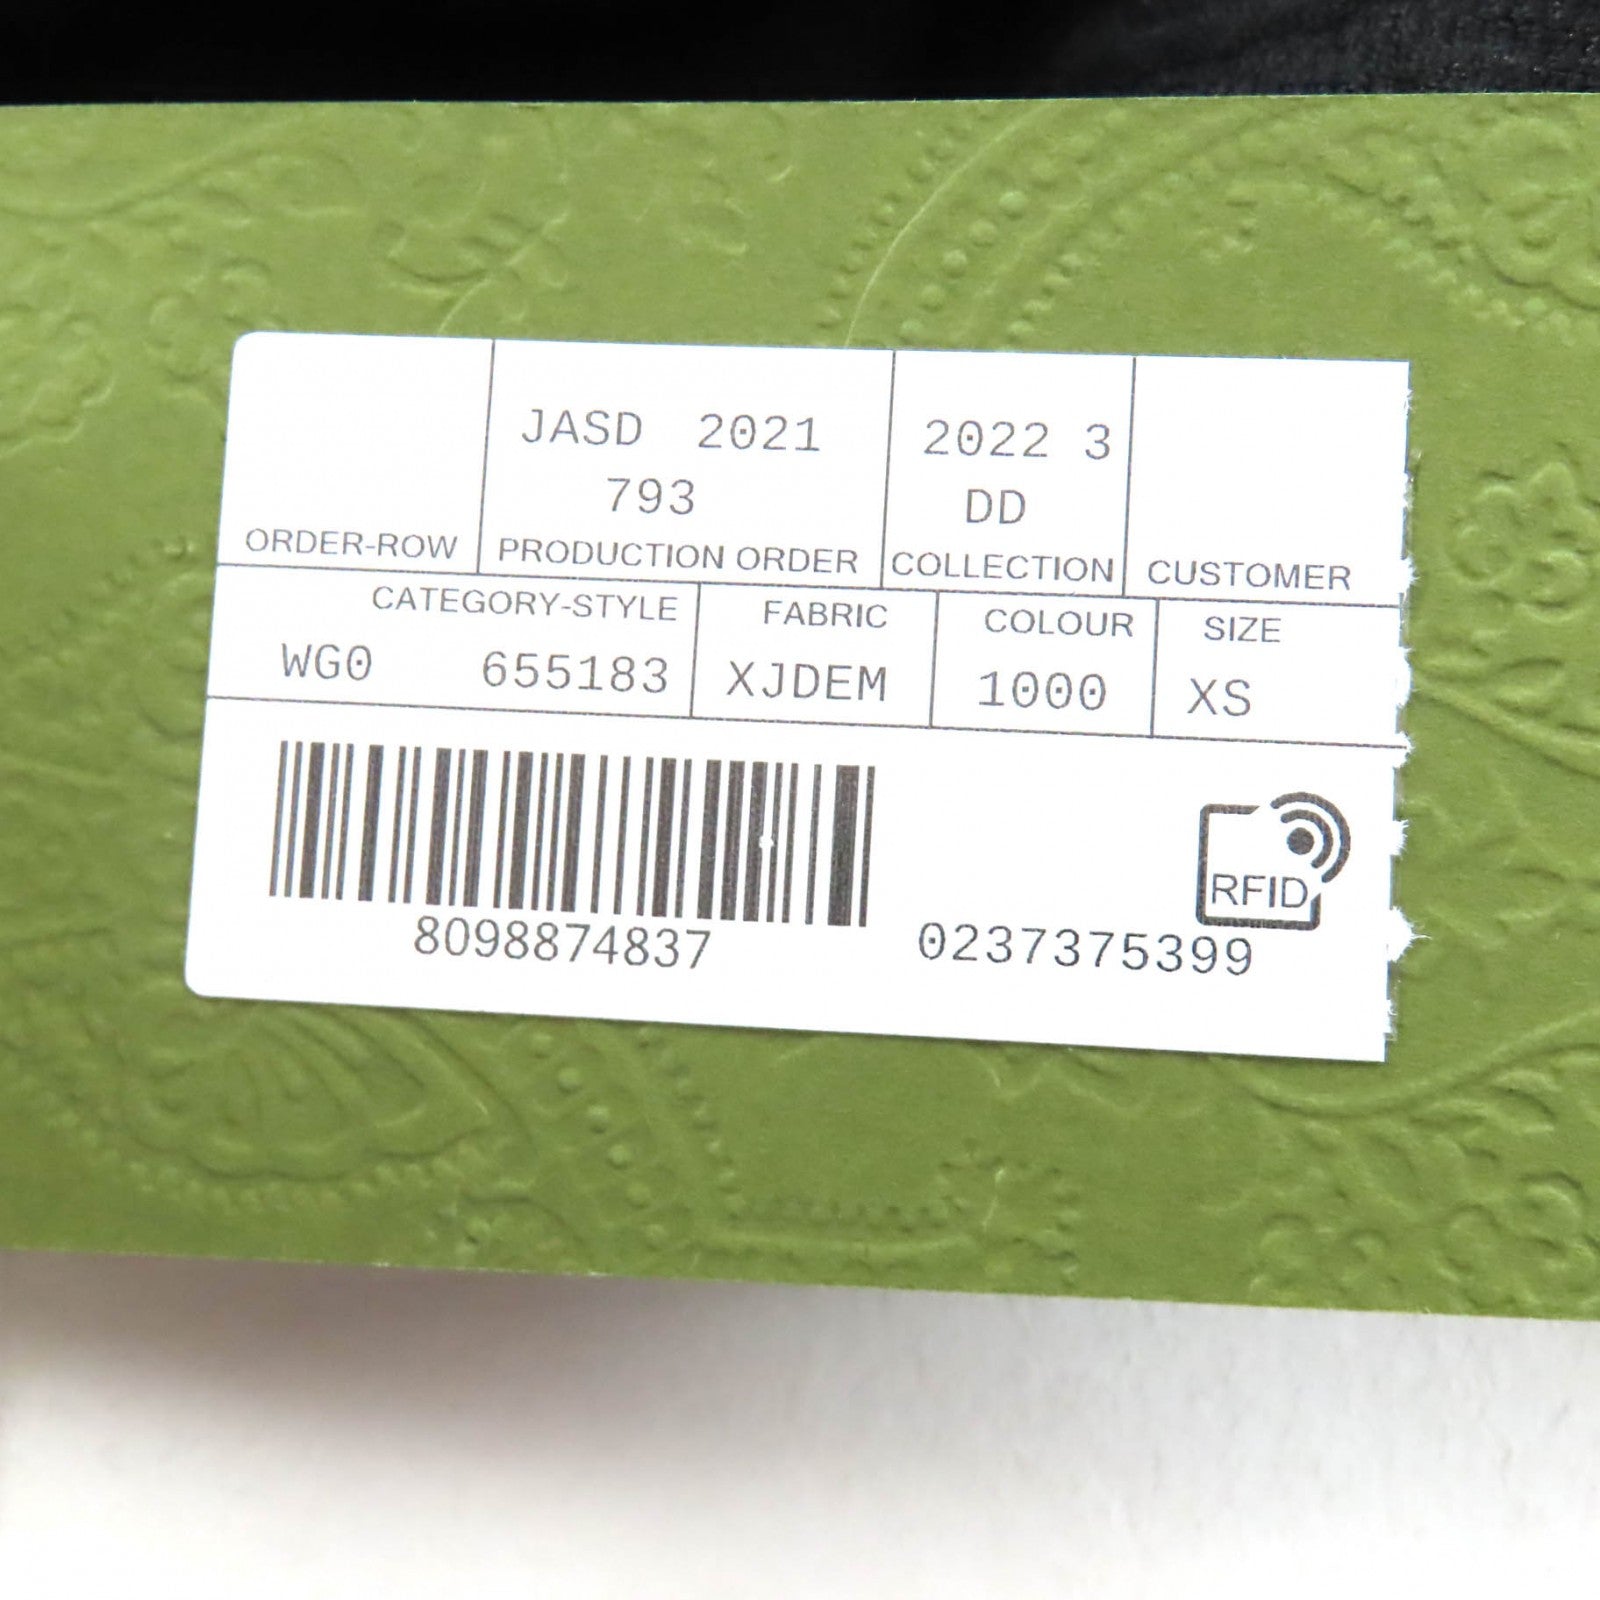 JASD 2021
793
2022 3
DD
ORDER-ROW
PRODUCTION ORDER
COLLECTION
CUSTOMER
CATEGORY-STYLE
FABRIC
COLOUR
SIZE
WG0 655183
XJDEM
1000
XS
RFID
8098874837
0237375399